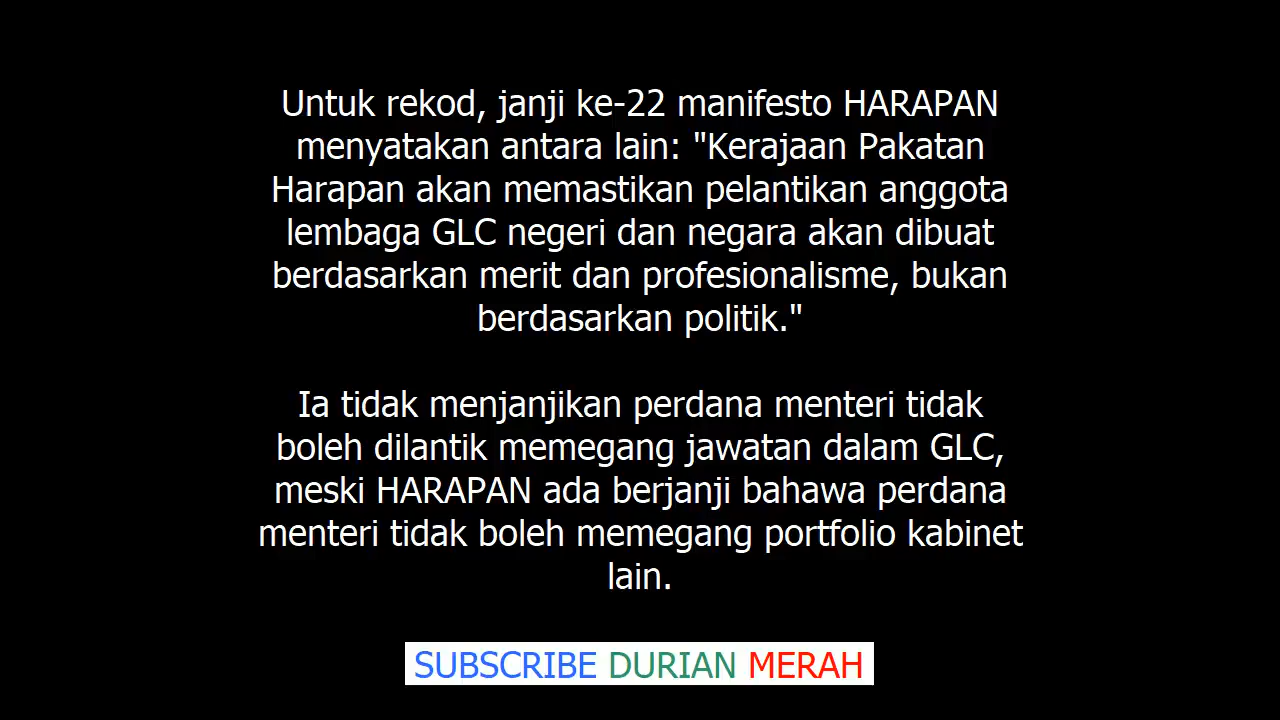 Untuk rekod, janji ke-22 manifesto HARAPAN
menyatakan antara lain: "Kerajaan Pakatan
Harapan akan memastikan pelantikan anggota
lembaga GLC negeri dan negara akan dibuat
berdasarkan merit dan profesionalisme, bukan
berdasarkan politik."
Ia tidak menjanjikan perdana menteri tidak
boleh dilantik memegang jawatan dalam GLC,
meski HARAPAN ada berjanji bahawa perdana
menteri tidak boleh memegang portfolio kabinet
lain.
SUBSCRIBE DURIAN MERAH